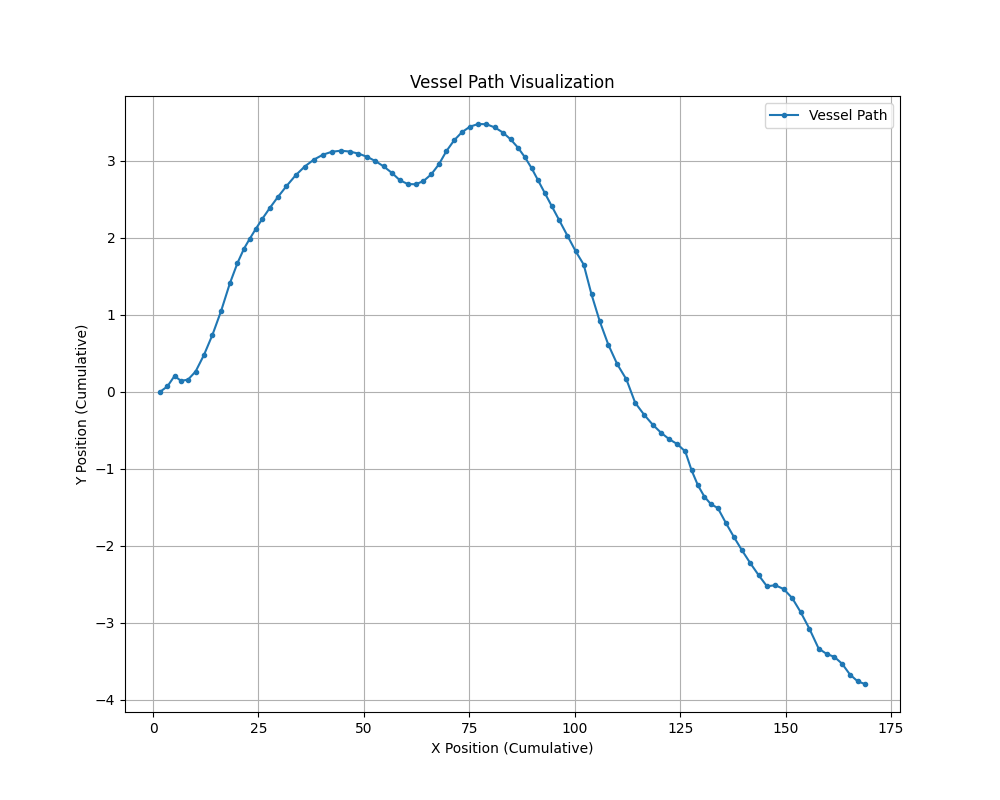 Vessel Path Visualization
Vessel Path
Y Position (Cumulative)
3
2
1
0
−1
−2
−3
−4
0 25 50 75 100 125 150 175
X Position (Cumulative)